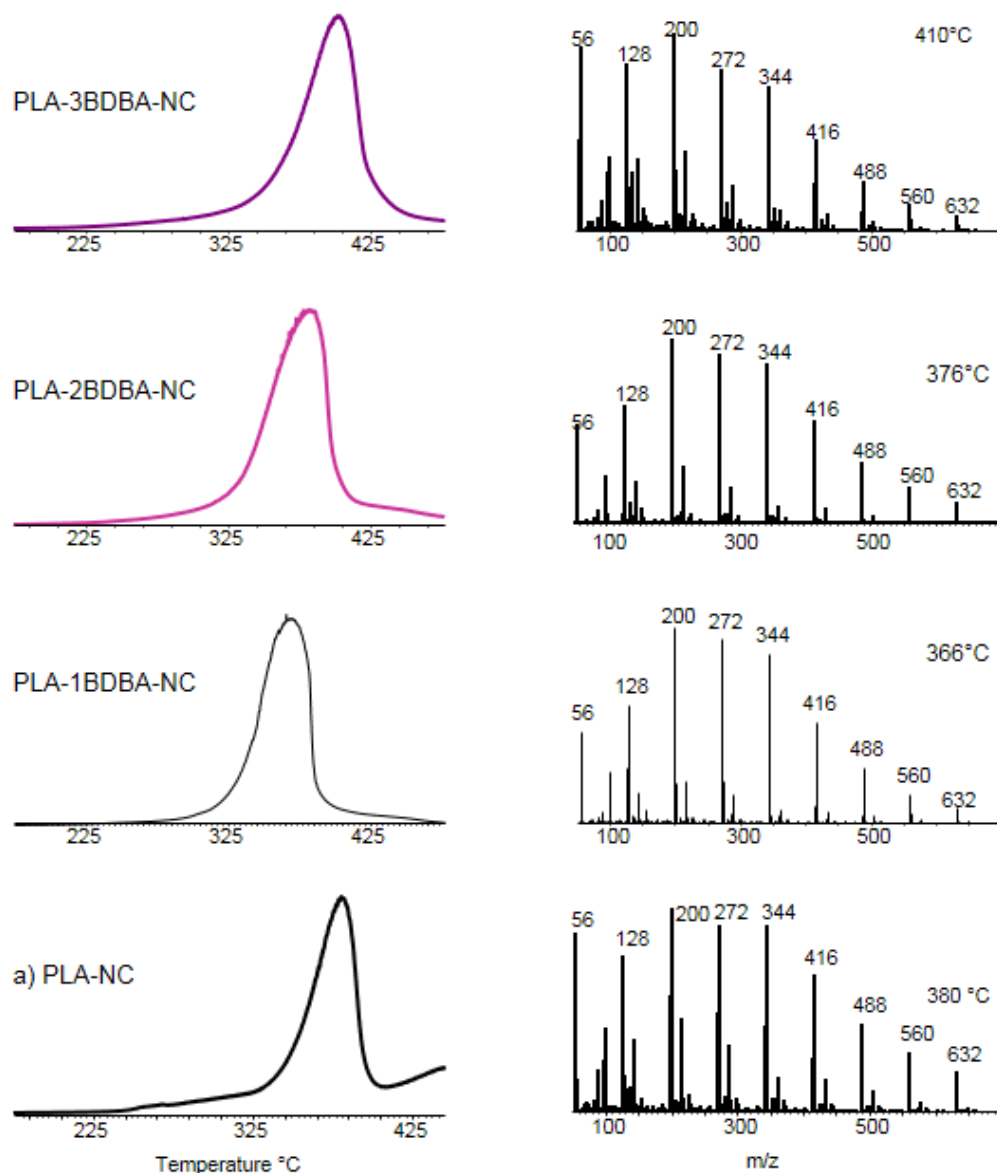 PLA-3BDBA-NC
225 325 425
56 128 200 272 344 416 488 560 632
410°C
100 300 500
PLA-2BDBA-NC
225 325 425
56 128 200 272 344 416 488 560 632
376°C
100 300 500
PLA-1BDBA-NC
225 325 425
56 128 200 272 344 416 488 560 632
366°C
100 300 500
a) PLA-NC
225 325 425
Temperature °C
56 128 200 272 344 416 488 560 632
380 °C
100 300 500
m/z